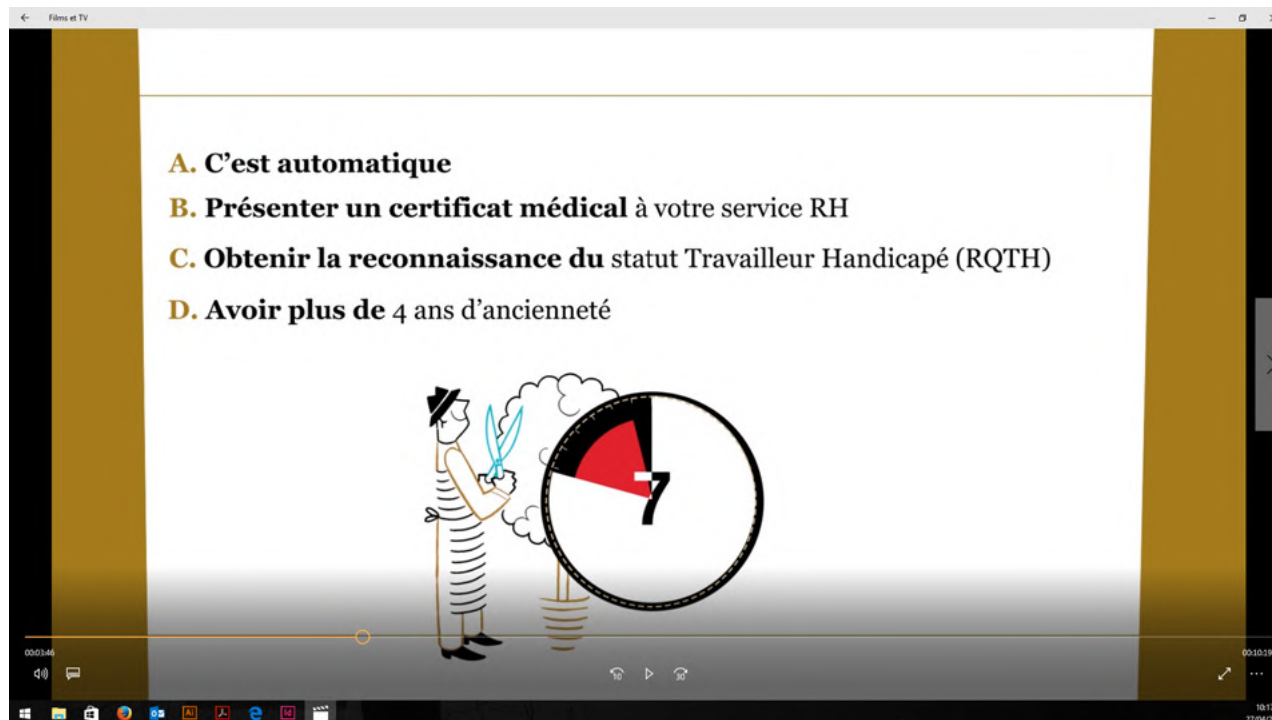 Films et TV
A. C’est automatique
B. Présenter un certificat médical à votre service RH
C. Obtenir la reconnaissance du statut Travailleur Handicapé (RQTH)
D. Avoir plus de 4 ans d’ancienneté
7
00:03:46
00:10:19
10
30